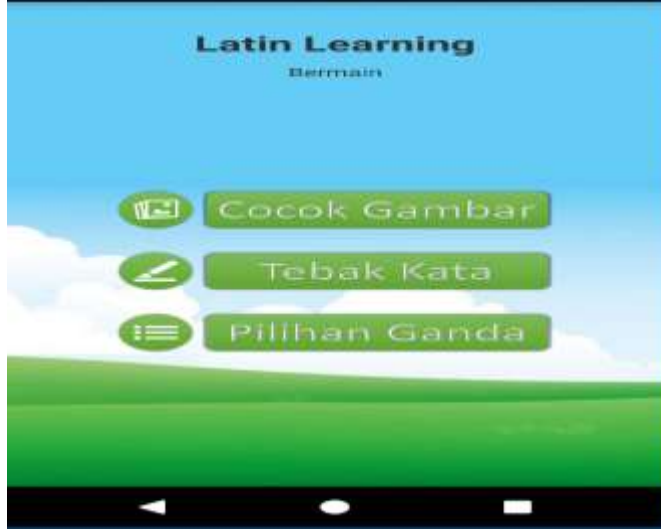 Latin Learning
Bermain
Cocok Gambar
Tebak Kata
Pilihan Ganda